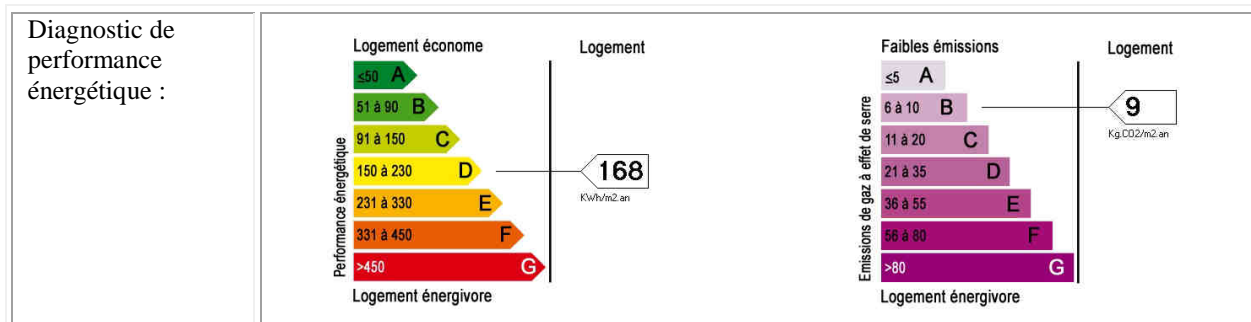 Diagnostic de
performance
énergétique :
Logement économe
Logement
Performance énergétique
≤50 A
51 à 90 B
91 à 150 C
150 à 230 D
231 à 330 E
331 à 450 F
>450 G
168
KWh/m2.an
Logement énergivore
Faibles émissions
Logement
Emissions de gaz à effet de serre
≤5 A
6 à 10 B
11 à 20 C
21 à 35 D
36 à 55 E
56 à 80 F
>80 G
9
Kg.CO2/m2.an
Logement énergivore